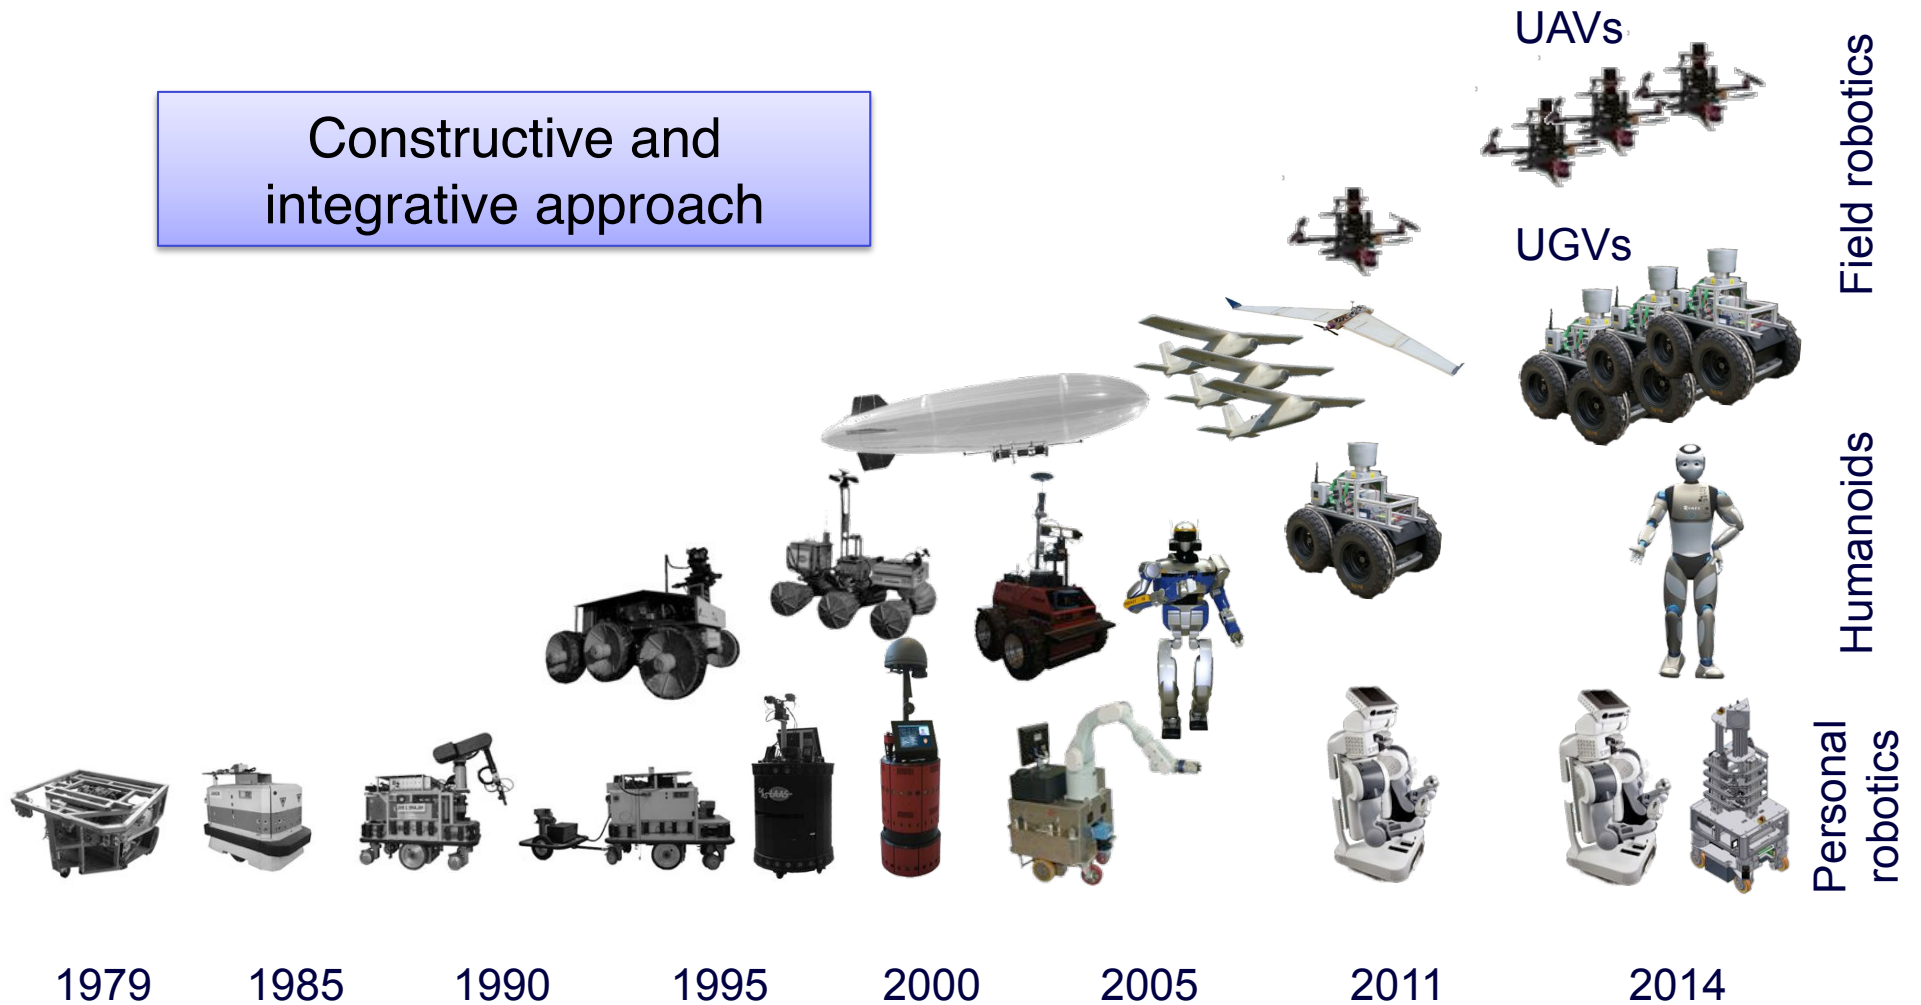 Constructive and
integrative approach
UAVs
UGVs
Field robotics
Humanoids
Personal
robotics
LAAS
1979
1985
1990
1995
2000
2005
2011
2014